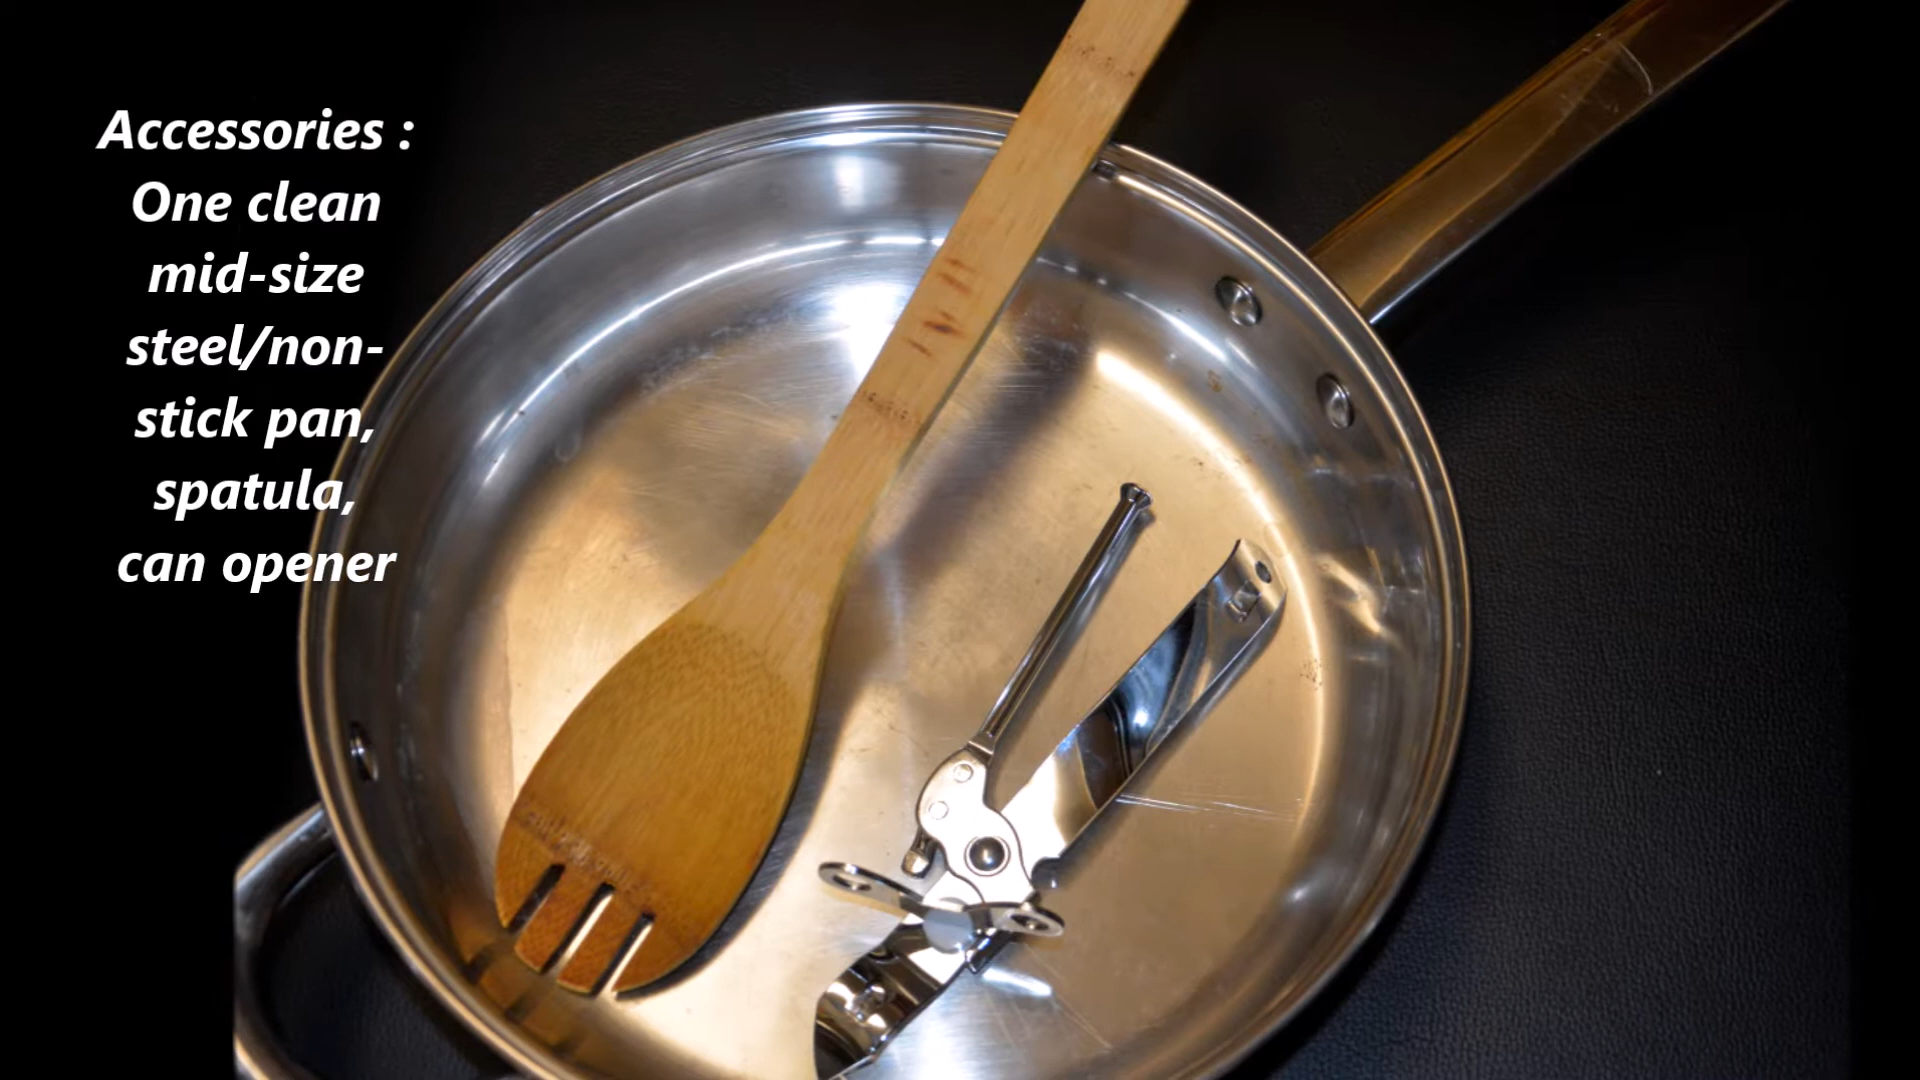 Accessories :
One clean
mid-size
steel/non-
stick pan,
spatula,
can opener